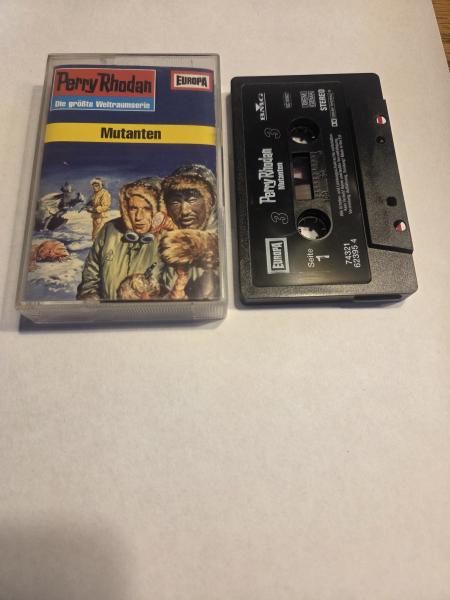 Perry Rhodan
EUROPA
Die größte Weltraumserie
Mutanten
BMG
STEREO
Perry Rhodan
Mutanten
3
3
EUROPA
Seite
1
74321
62395 4